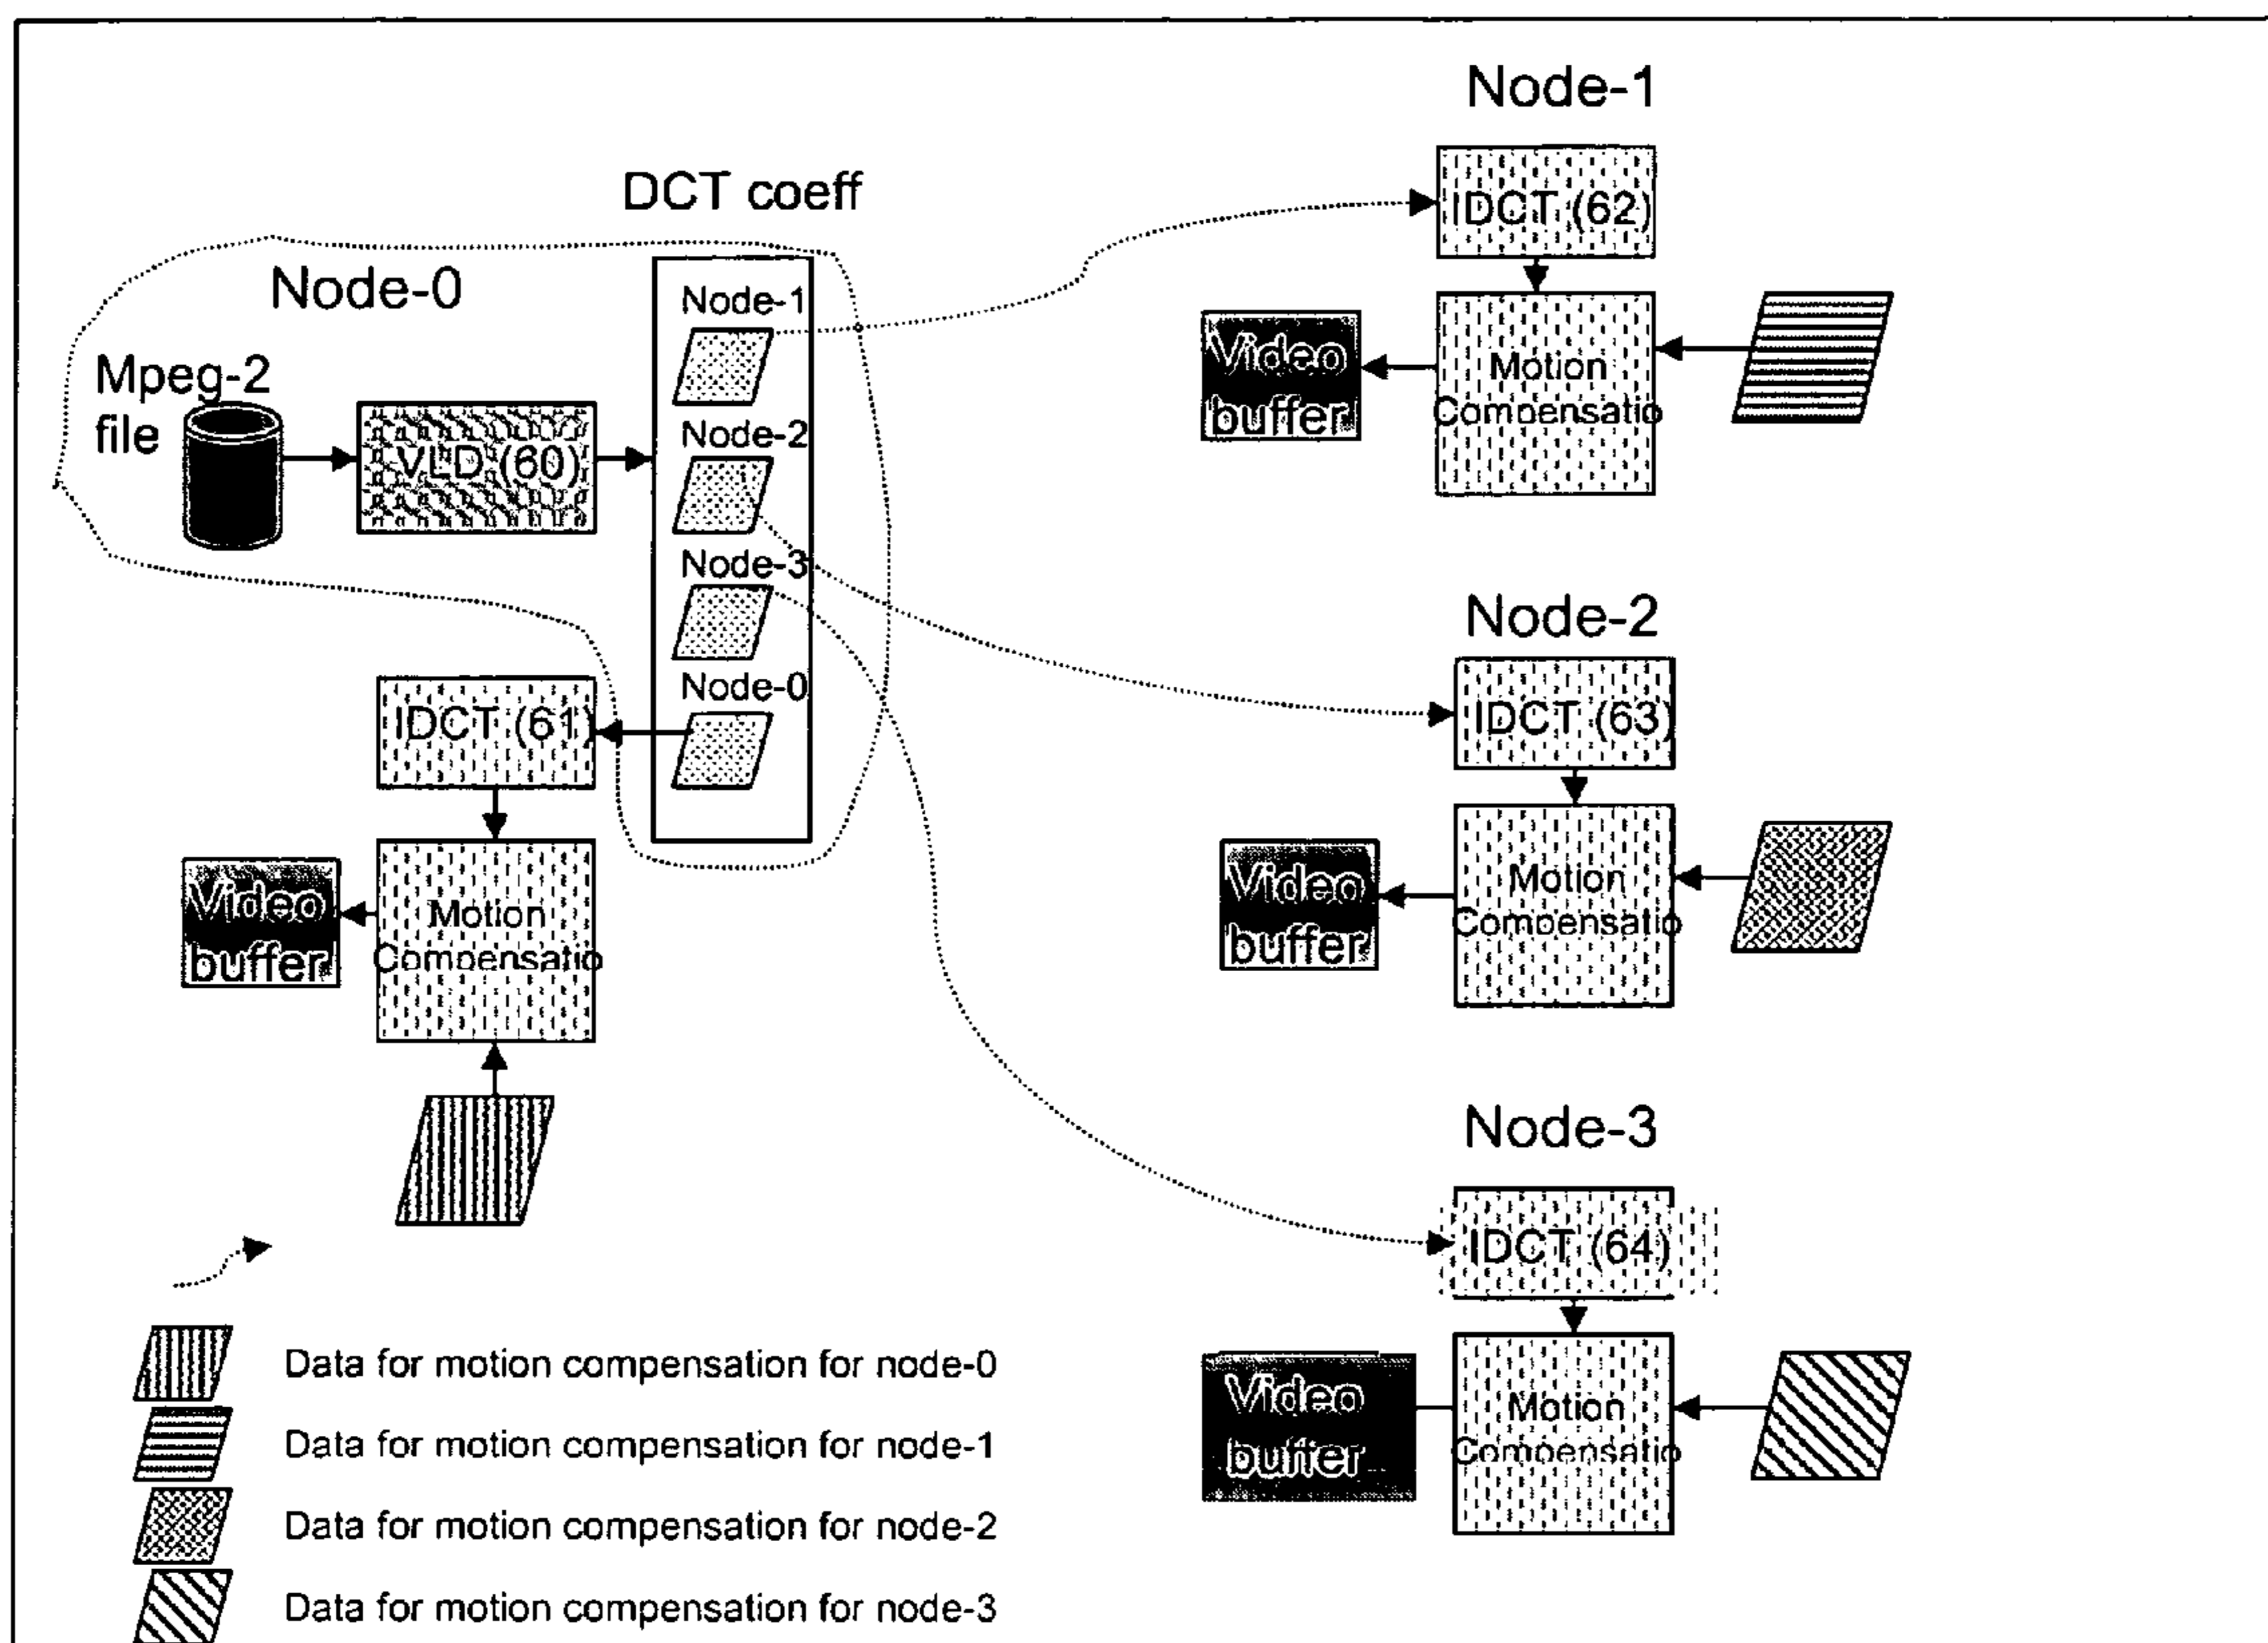 Node-1
IDCT (62)
DCT coeff
Node-0
Node-1
Video
buffer
Motion
Compensatio
Mpeg-2
file
VLD (60)
Node-2
Node-3
Node-0
IDCT (61)
Node-2
IDCT (63)
Video
buffer
Motion
Compensatio
Video
buffer
Motion
Compensatio
Node-3
IDCT (64)
Video
buffer
Motion
Compensatio
Data for motion compensation for node-0
Data for motion compensation for node-1
Data for motion compensation for node-2
Data for motion compensation for node-3